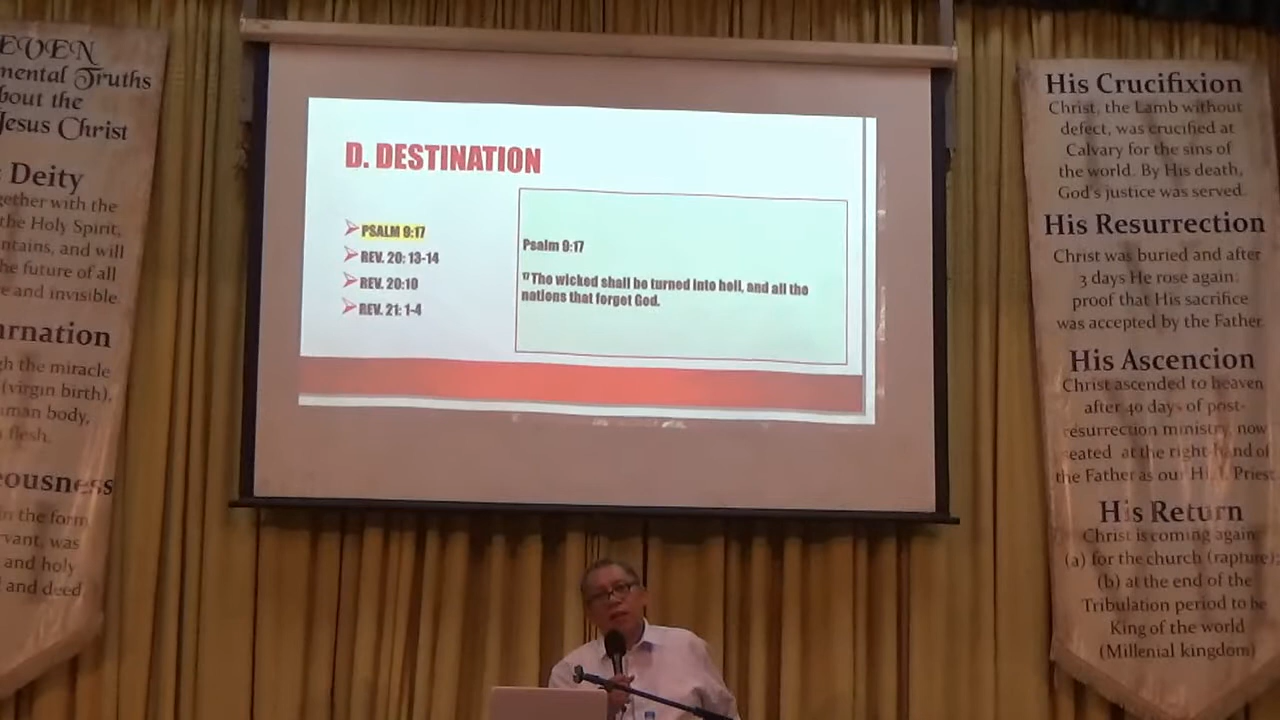 EVEN
mental Truths
bout the
Jesus Christ
Deity
gether with the
the Holy Spirit,
ntains, and will
he future of all
e and invisible.
arnation
gh the miracle
(virgin birth),
uman body,
flesh.
eousness
in the form
rvant, was
and holy
and deed.
D. DESTINATION
PSALM 9:17
REV. 20: 13-14
REV. 20:10
REV. 21: 1-4
Psalm 9:17
17 The wicked shall be turned into hell, and all the
nations that forget God.
His Crucifixion
Christ, the Lamb without
defect, was crucified at
Calvary for the sins of
the world. By His death,
God's justice was served.
His Resurrection
Christ was buried and after
3 days He rose again:
proof that His sacrifice
was accepted by the Father.
His Ascencion
Christ ascended to heaven
after 40 days of post-
resurrection ministry, now
seated at the right-hand of
the Father as our High Priest
His Return
Christ is coming again:
(a) for the church (rapture);
(b) at the end of the
Tribulation period to be
King of the world
(Millenial kingdom)